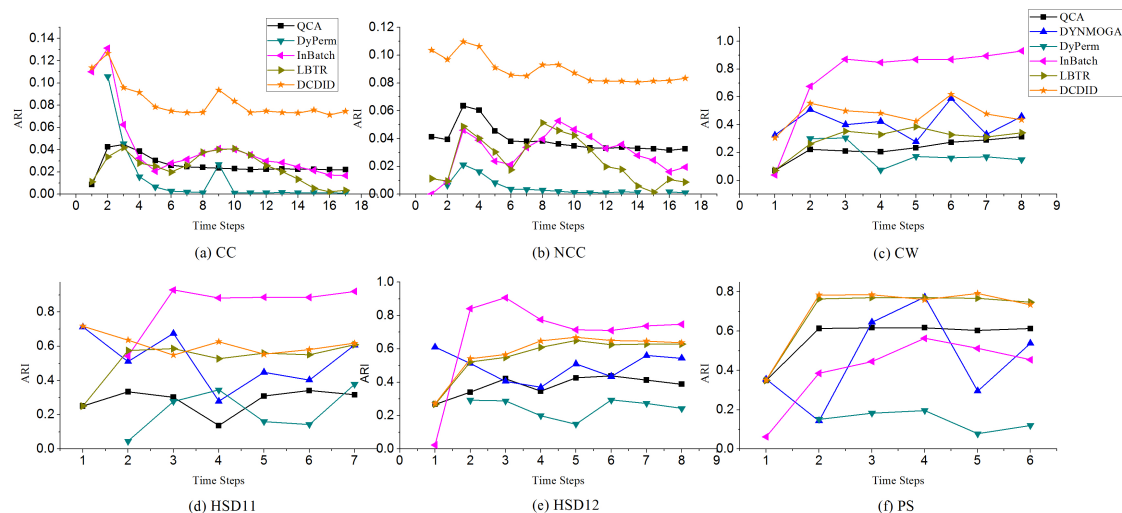 QCA
DyPerm
InBatch
LBTR
DCDID
0.14
0.12
0.10
0.08
0.06
0.04
0.02
0.00
ARI
0 2 4 6 8 10 12 14 16 18
Time Steps
(a) CC
0.12
0.10
0.08
0.06
0.04
0.02
0.00
ARI
0 2 4 6 8 10 12 14 16 18
Time Steps
(b) NCC
QCA
DYNMOGA
DyPerm
InBatch
LBTR
DCDID
1.0
0.8
0.6
0.4
0.2
0.0
ARI
0 1 2 3 4 5 6 7 8 9
Time Steps
(c) CW
0.8
0.6
0.4
0.2
0.0
ARI
1 2 3 4 5 6 7
Time Steps
(d) HSD11
1.0
0.8
0.6
0.4
0.2
0.0
ARI
0 1 2 3 4 5 6 7 8 9
Time Steps
(e) HSD12
0.8
0.6
0.4
0.2
0.0
ARI
1 2 3 4 5 6
Time Steps
(f) PS